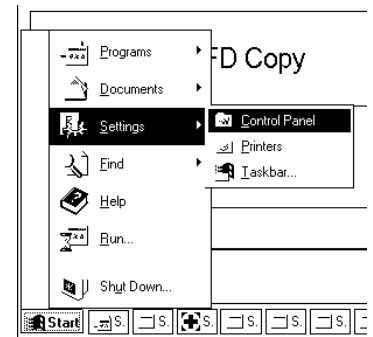 FD Copy
Programs
Documents
Settings
Find
Help
Run...
Shut Down...
Control Panel
Printers
Taskbar...
Start S. S. S. S. S. S.